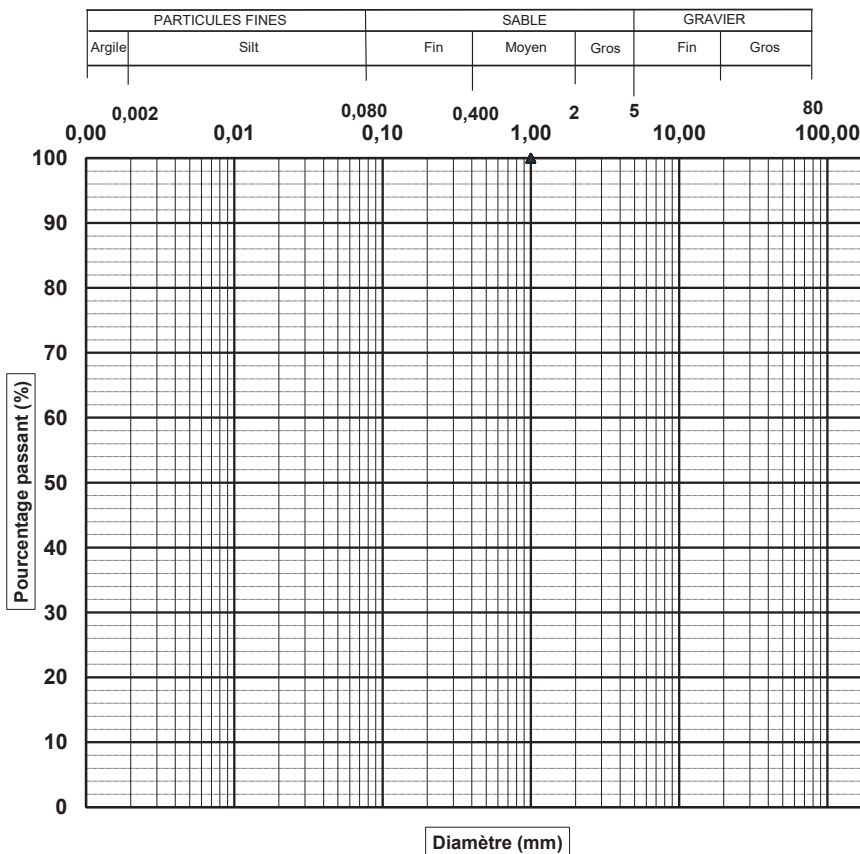 PARTICULES FINES SABLE GRAVIER
Argile Silt Fin Moyen Gros Fin Gros
0,002 0,080 0,400 2 5 80
0,00 0,01 0,10 1,00 10,00 100,00
100
90
80
70
60
50
40
30
20
10
0
Pourcentage passant (%)
Diamètre (mm)